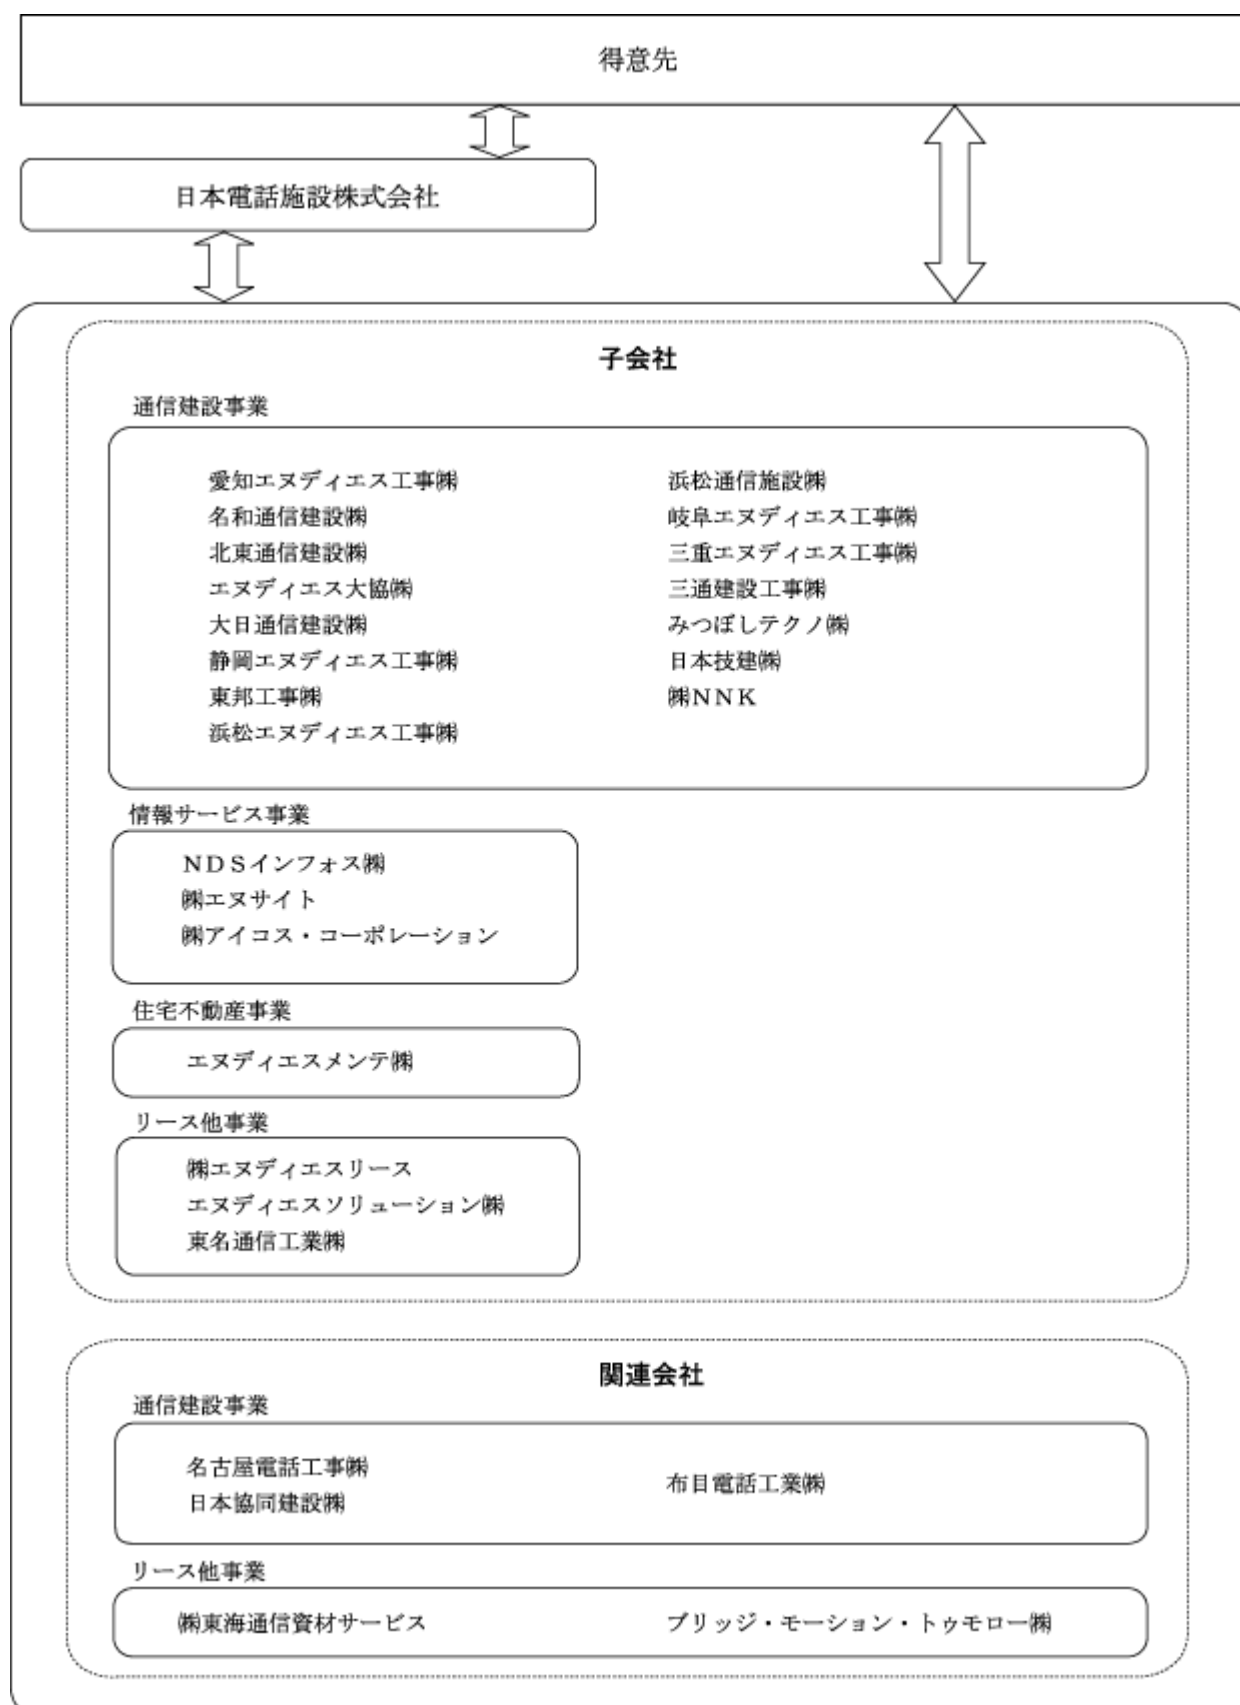 得意先
日本電話施設株式会社
子会社
通信建設事業
愛知エヌディエス工事㈱
名和通信建設㈱
北東通信建設㈱
エヌディエス大協㈱
大日通信建設㈱
静岡エヌディエス工事㈱
東邦工事㈱
浜松エヌディエス工事㈱
浜松通信施設㈱
岐阜エヌディエス工事㈱
三重エヌディエス工事㈱
三通建設工事㈱
みつぼしテクノ㈱
日本技建㈱
㈱ＮＮＫ
情報サービス事業
ＮＤＳインフォス㈱
㈱エヌサイト
㈱アイコス・コーポレーション
住宅不動産事業
エヌディエスメンテ㈱
リース他事業
㈱エヌディエスリース
エヌディエスソリューション㈱
東名通信工業㈱
関連会社
通信建設事業
名古屋電話工事㈱
日本協同建設㈱
布目電話工業㈱
リース他事業
㈱東海通信資材サービス
ブリッジ・モーション・トゥモロー㈱